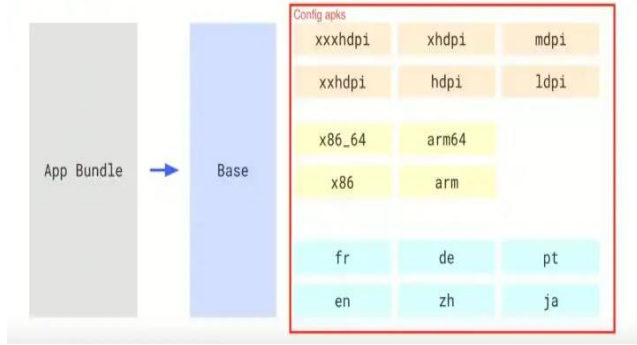 Config apks
xxxhdpi xhdpi mdpi
xxhdpi hdpi ldpi
x86_64 arm64
App Bundle Base
x86 arm
fr de pt
en zh ja